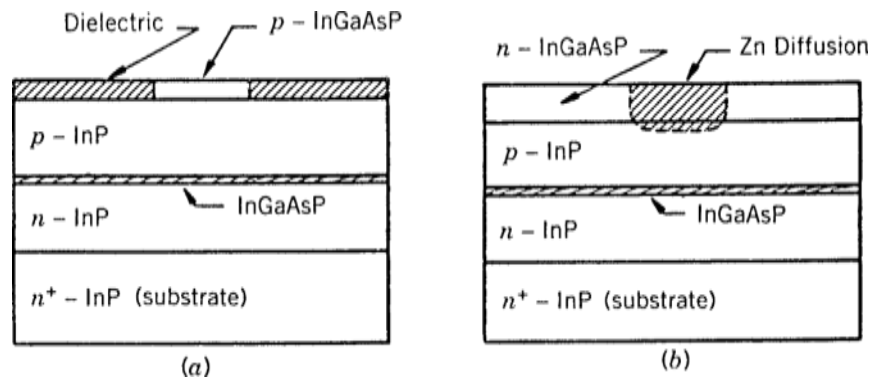 Dielectric
p – InGaAsP
p – InP
InGaAsP
n – InP
n⁺ – InP (substrate)
(a)
n – InGaAsP
Zn Diffusion
p – InP
InGaAsP
n – InP
n⁺ – InP (substrate)
(b)